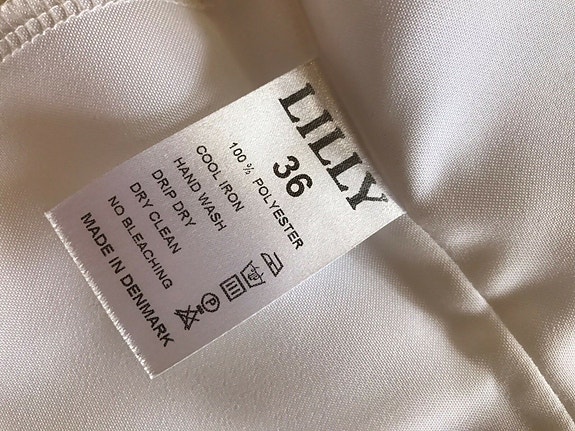 LILLY
36
100 % POLYESTER
COOL IRON
HAND WASH
DRIP DRY
DRY CLEAN
NO BLEACHING
MADE IN DENMARK
P